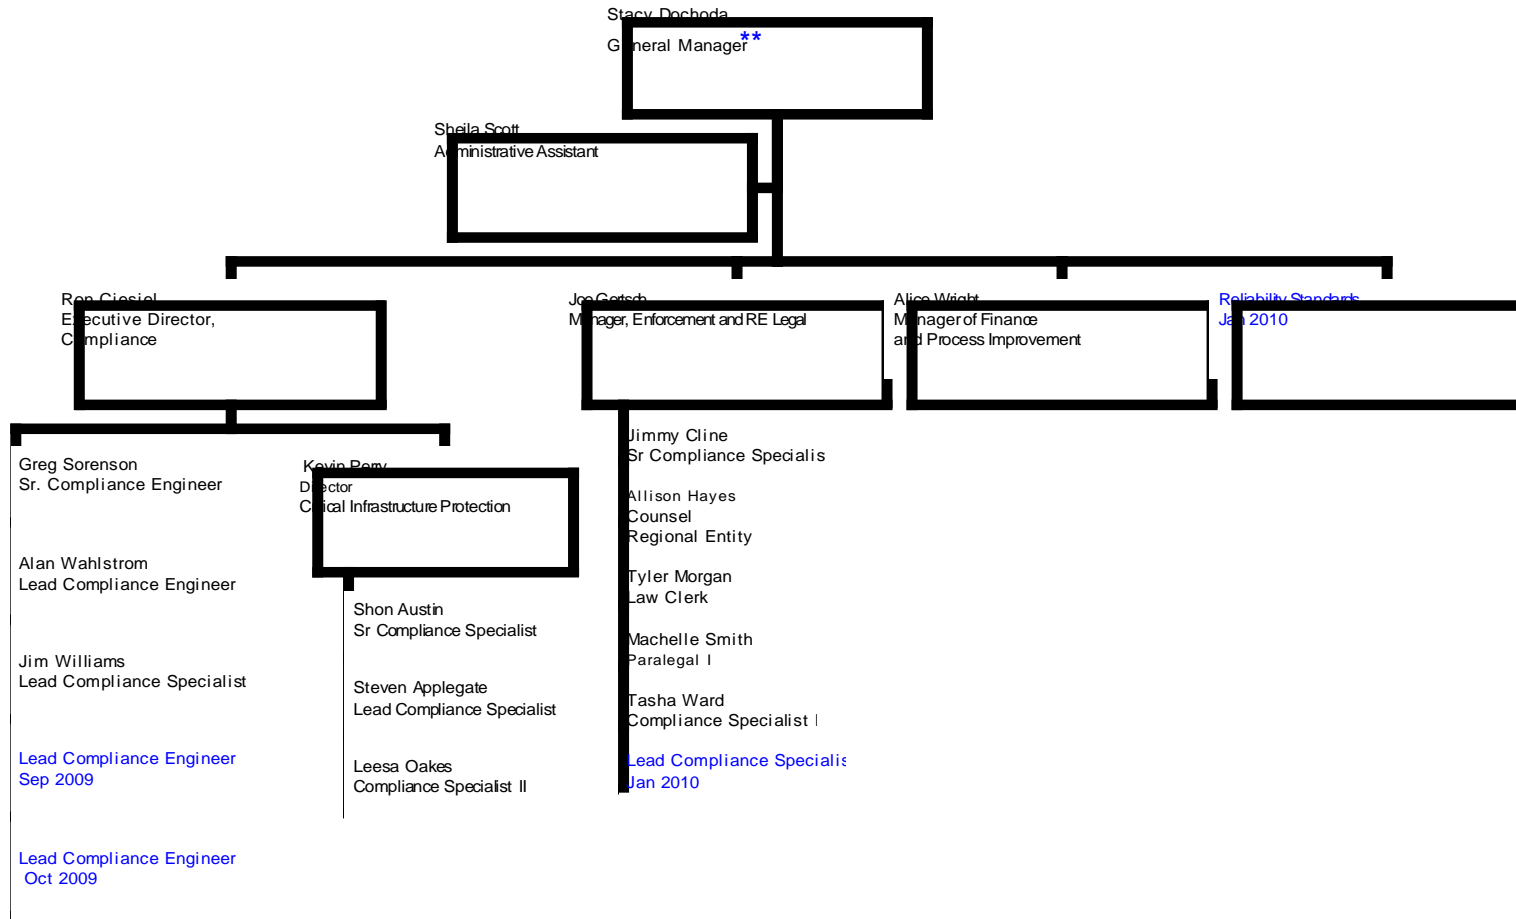 Stacy Dochoda
General Manager**
Sheila Scott
Administrative Assistant
Ron Ciesiel
Executive Director,
Compliance
Joe Gertsch
Manager, Enforcement and RE Legal
Alice Wright
Manager of Finance
and Process Improvement
Reliability Standards
Jan 2010
Greg Sorenson
Sr. Compliance Engineer
Alan Wahlstrom
Lead Compliance Engineer
Jim Williams
Lead Compliance Specialist
Lead Compliance Engineer
Sep 2009
Lead Compliance Engineer
Oct 2009
Kevin Perry
Director
Critical Infrastructure Protection
Shon Austin
Sr Compliance Specialist
Steven Applegate
Lead Compliance Specialist
Leesa Oakes
Compliance Specialist II
Jimmy Cline
Sr Compliance Specialis
Allison Hayes
Counsel
Regional Entity
Tyler Morgan
Law Clerk
Machelle Smith
Paralegal I
Tasha Ward
Compliance Specialist I
Lead Compliance Specialis
Jan 2010